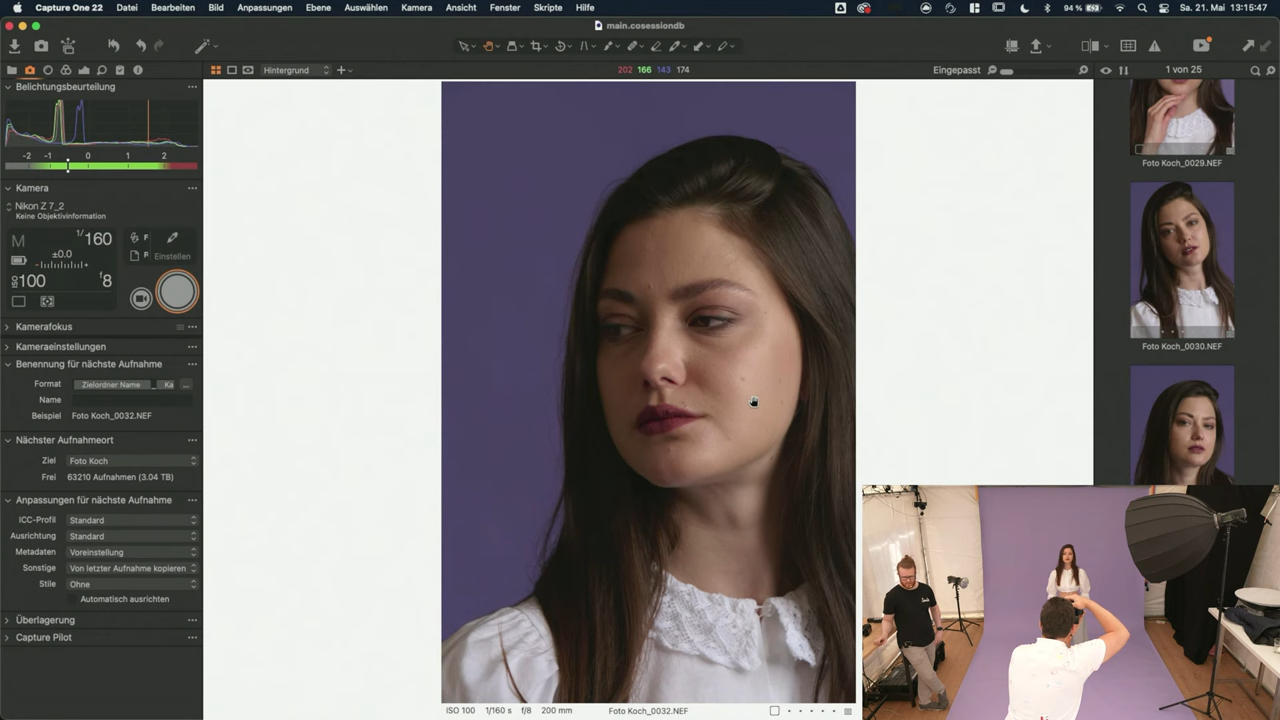 Capture One 22 Datei Bearbeiten Bild Anpassungen Ebene Auswählen Kamera Ansicht Fenster Skripte Hilfe 94 % Sa. 21. Mai 13:15:47
main.cosessiondb
Hintergrund 202 166 143 174 Eingepasst 1 von 25
Belichtungsbeurteilung
-2 -1 0 1 2
Kamera
Nikon Z 7_2
Keine Objektivinformation
M 1/160 F
±0.0 F Einstellen
ISO 100 f8
Kamerafokus
Kameraeinstellungen
Benennung für nächste Aufnahme
Format Zielordner Name _ Ka ...
Name
Beispiel Foto Koch_0032.NEF
Nächster Aufnahmeort
Ziel Foto Koch
Frei 63210 Aufnahmen (3.04 TB)
Anpassungen für nächste Aufnahme
ICC-Profil Standard
Ausrichtung Standard
Metadaten Voreinstellung
Sonstige Von letzter Aufnahme kopieren
Stile Ohne
Automatisch ausrichten
Überlagerung
Capture Pilot
ISO 100 1/160 s f/8 200 mm Foto Koch_0032.NEF
Foto Koch_0029.NEF
Foto Koch_0030.NEF